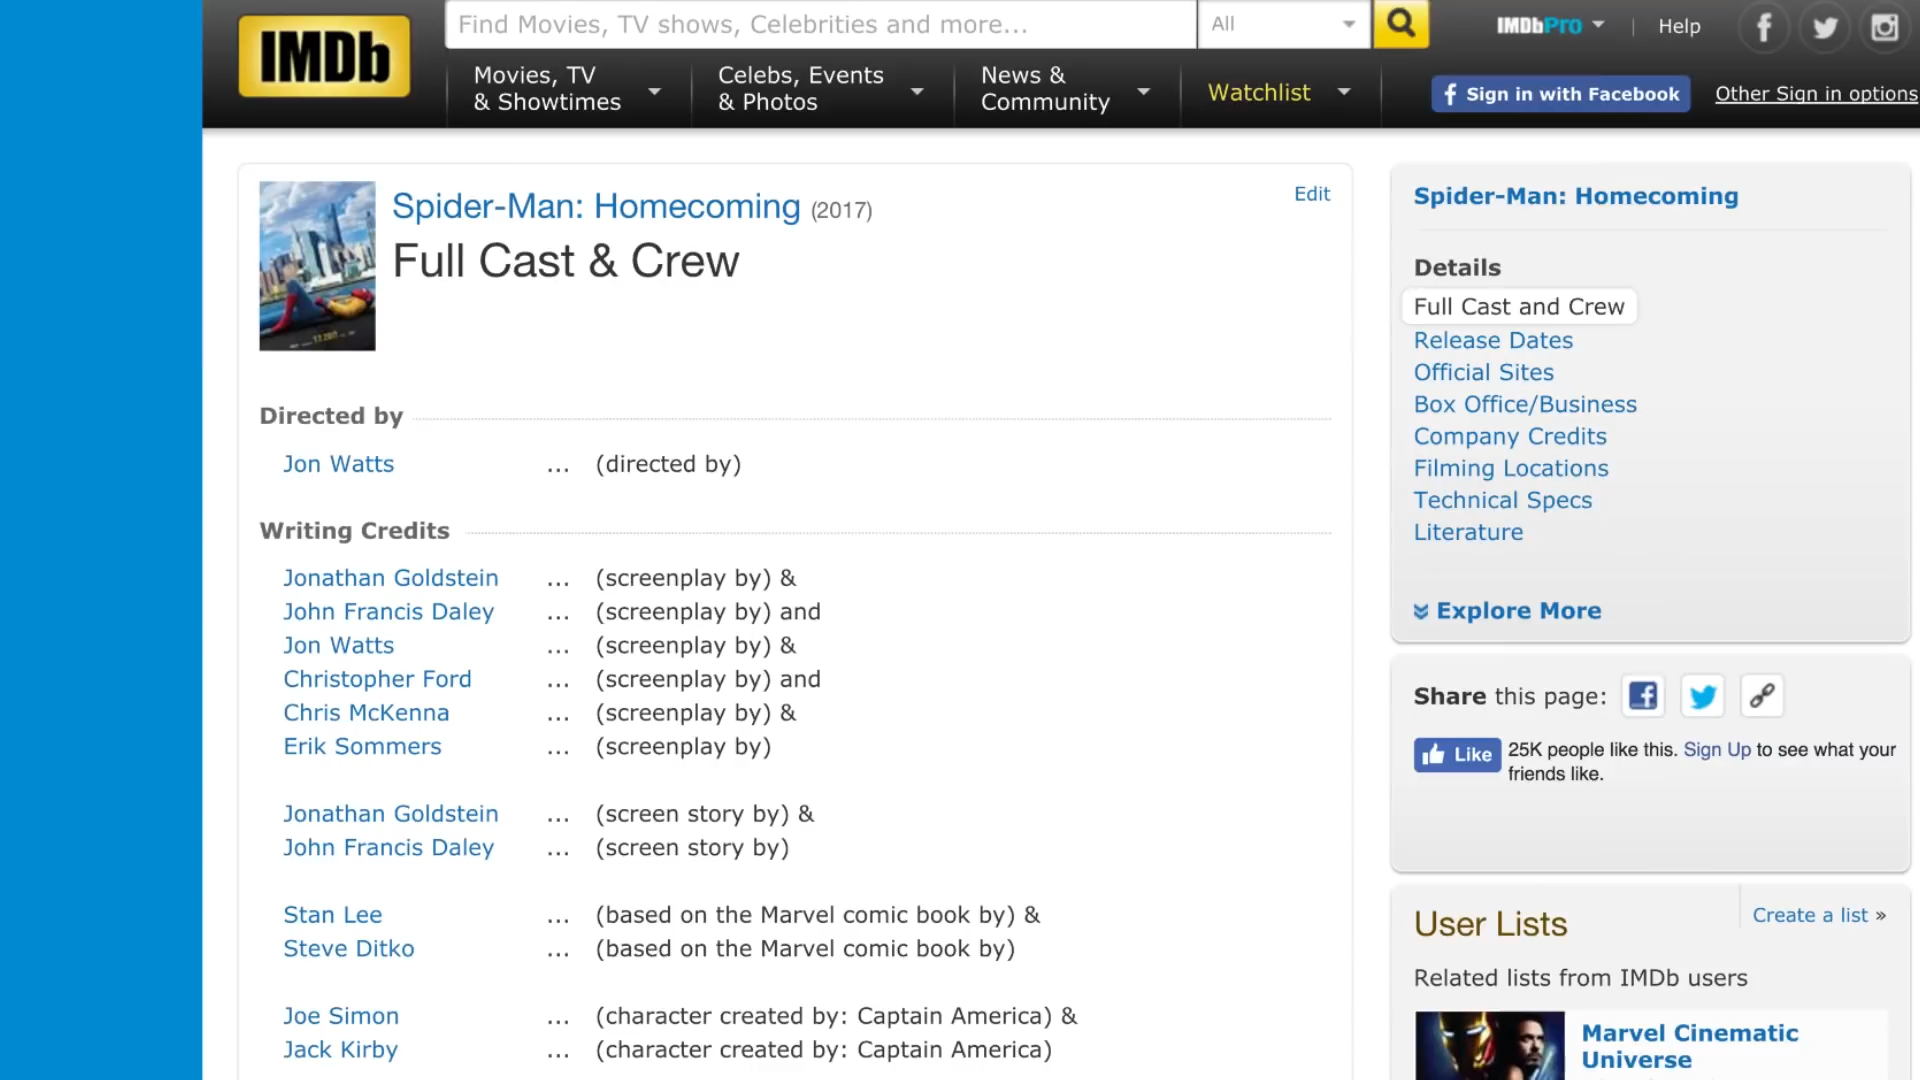 IMDb
Find Movies, TV shows, Celebrities and more...
All
IMDbPro
Help
Movies, TV
& Showtimes
Celebs, Events
& Photos
News &
Community
Watchlist
Sign in with Facebook
Other Sign in options
Spider-Man: Homecoming (2017)
Full Cast & Crew
Edit
Directed by
Jon Watts ... (directed by)
Writing Credits
Jonathan Goldstein ... (screenplay by) &
John Francis Daley ... (screenplay by) and
Jon Watts ... (screenplay by) &
Christopher Ford ... (screenplay by) and
Chris McKenna ... (screenplay by) &
Erik Sommers ... (screenplay by)
Jonathan Goldstein ... (screen story by) &
John Francis Daley ... (screen story by)
Stan Lee ... (based on the Marvel comic book by) &
Steve Ditko ... (based on the Marvel comic book by)
Joe Simon ... (character created by: Captain America) &
Jack Kirby ... (character created by: Captain America)
Spider-Man: Homecoming
Details
Full Cast and Crew
Release Dates
Official Sites
Box Office/Business
Company Credits
Filming Locations
Technical Specs
Literature
Explore More
Share this page:
Like
25K people like this. Sign Up to see what your
friends like.
User Lists
Create a list »
Related lists from IMDb users
Marvel Cinematic
Universe